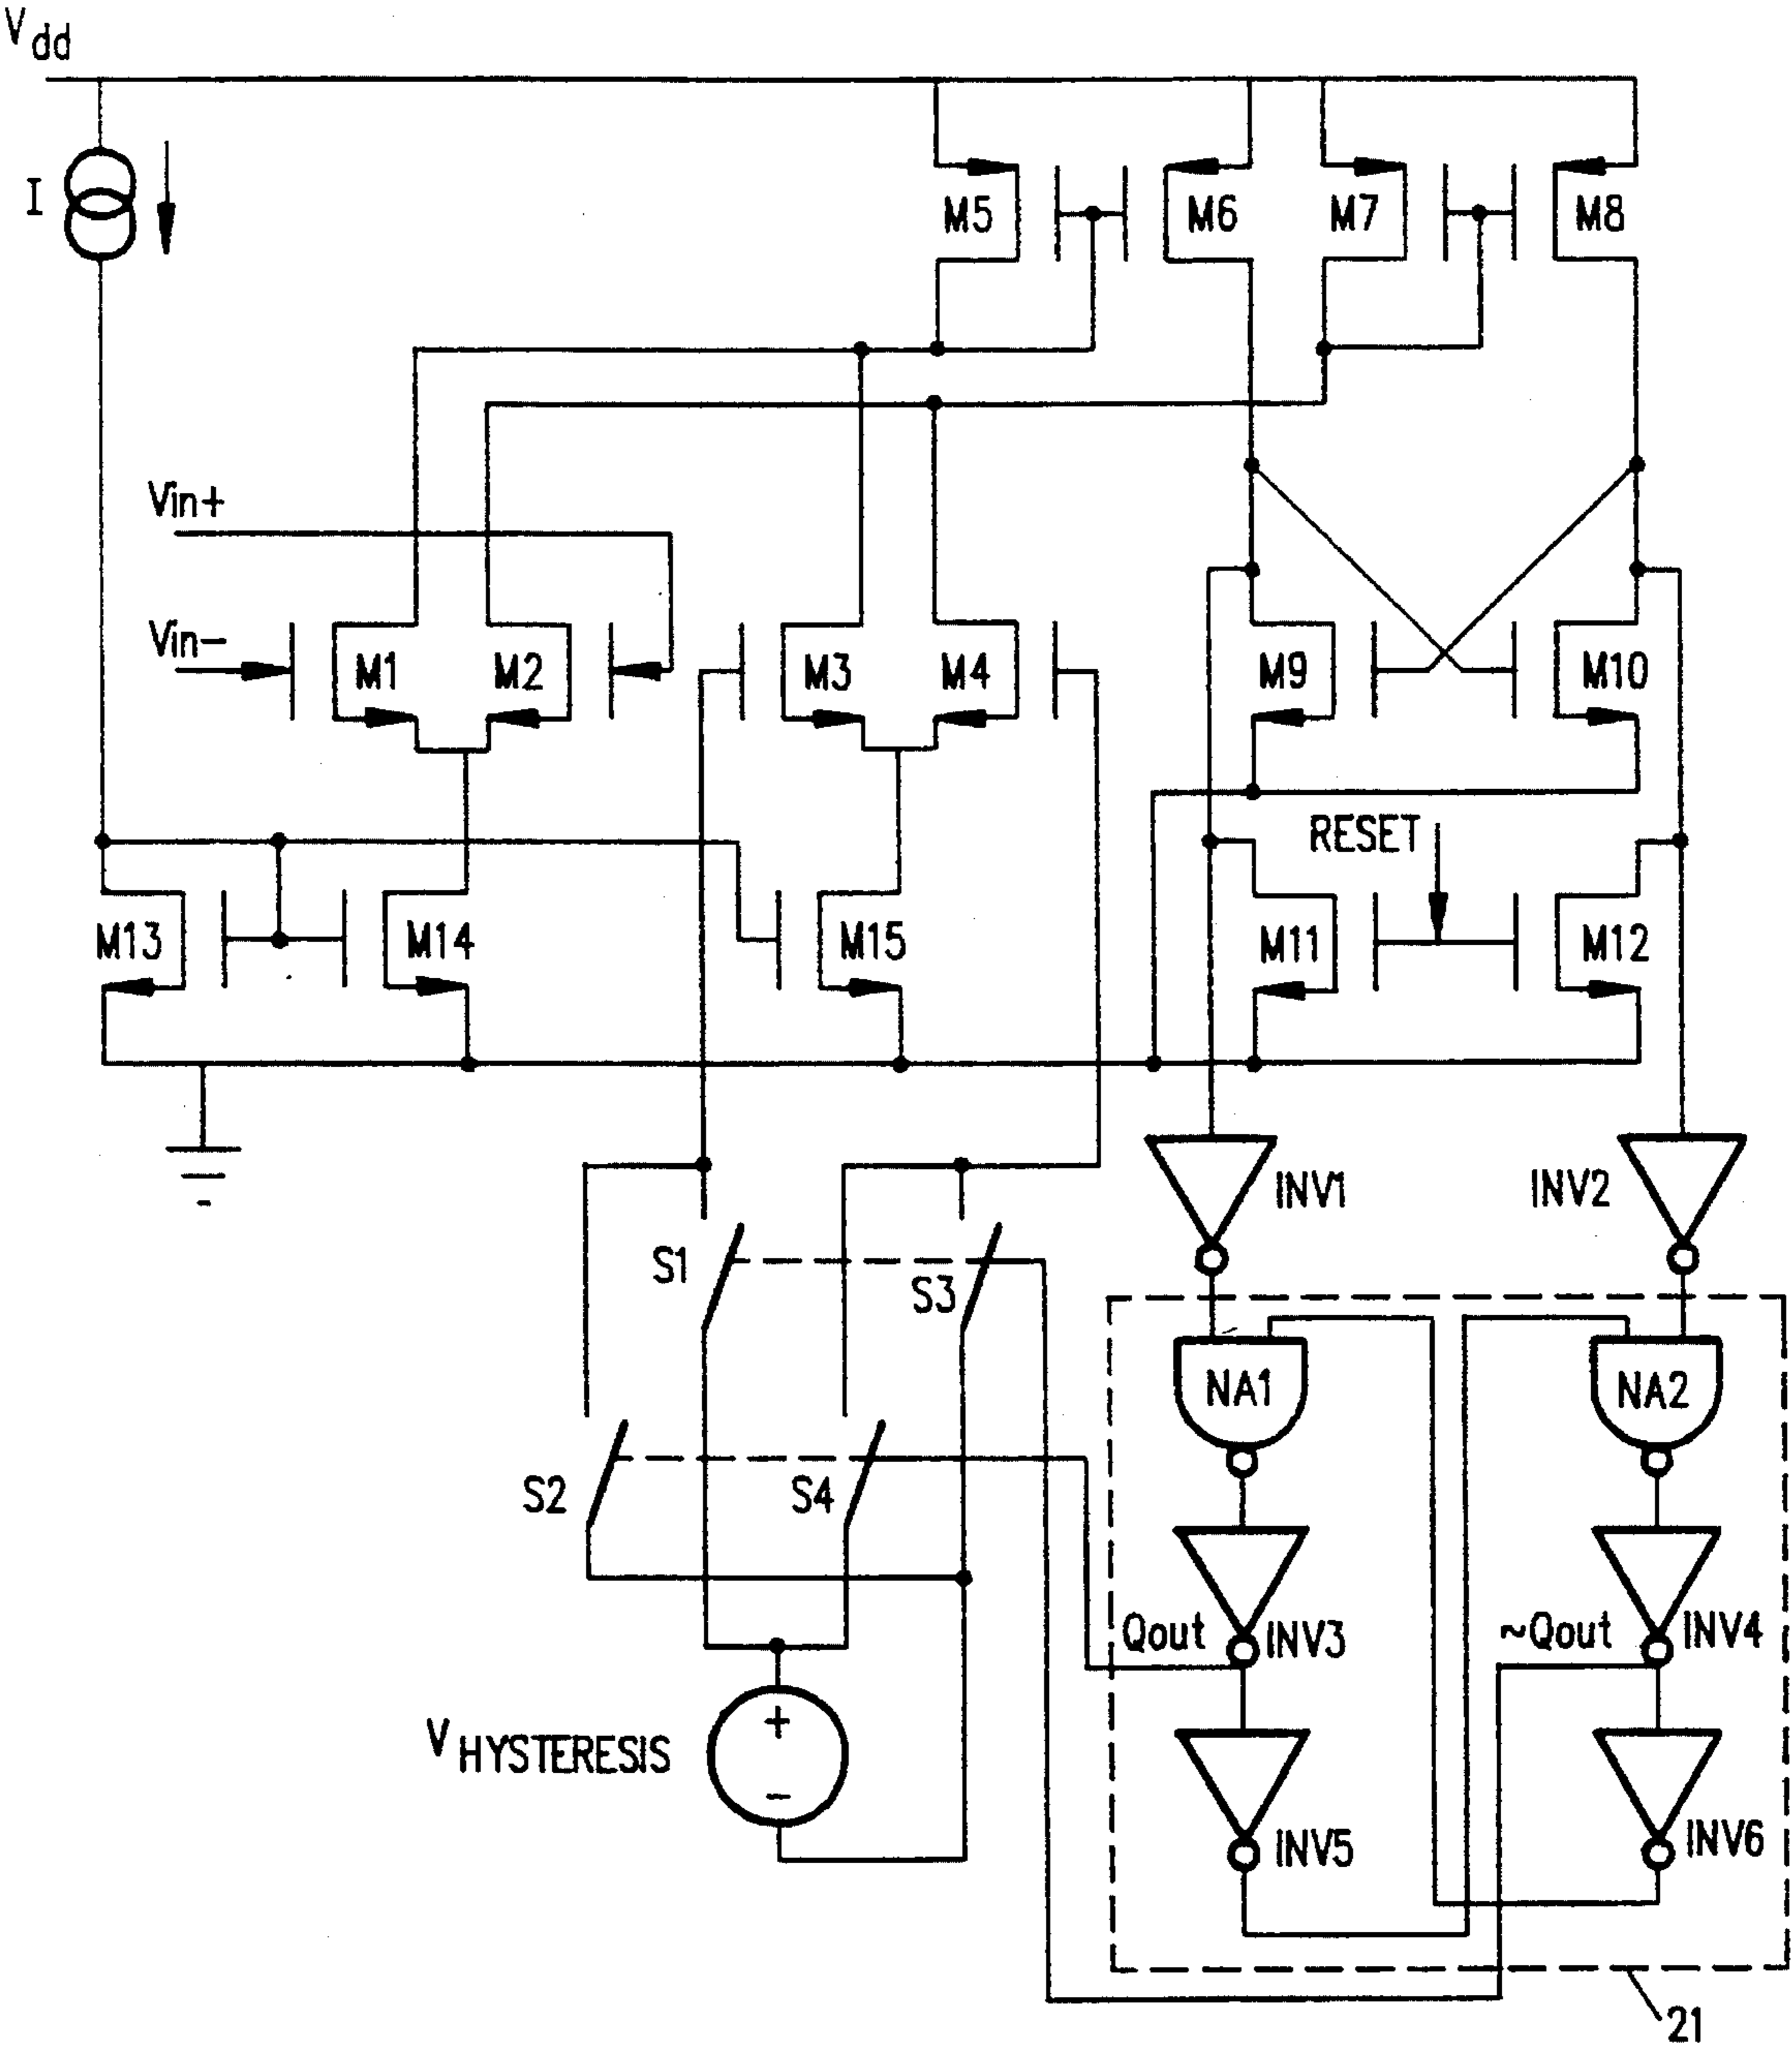 Vdd
I
M5
M6
M7
M8
Vin+
Vin-
M1
M2
M3
M4
M9
M10
RESET
M13
M14
M15
M11
M12
INV1
INV2
S1
S3
NA1
NA2
S2
S4
Qout
INV3
~Qout
INV4
+
VHYSTERESIS
-
INV5
INV6
21